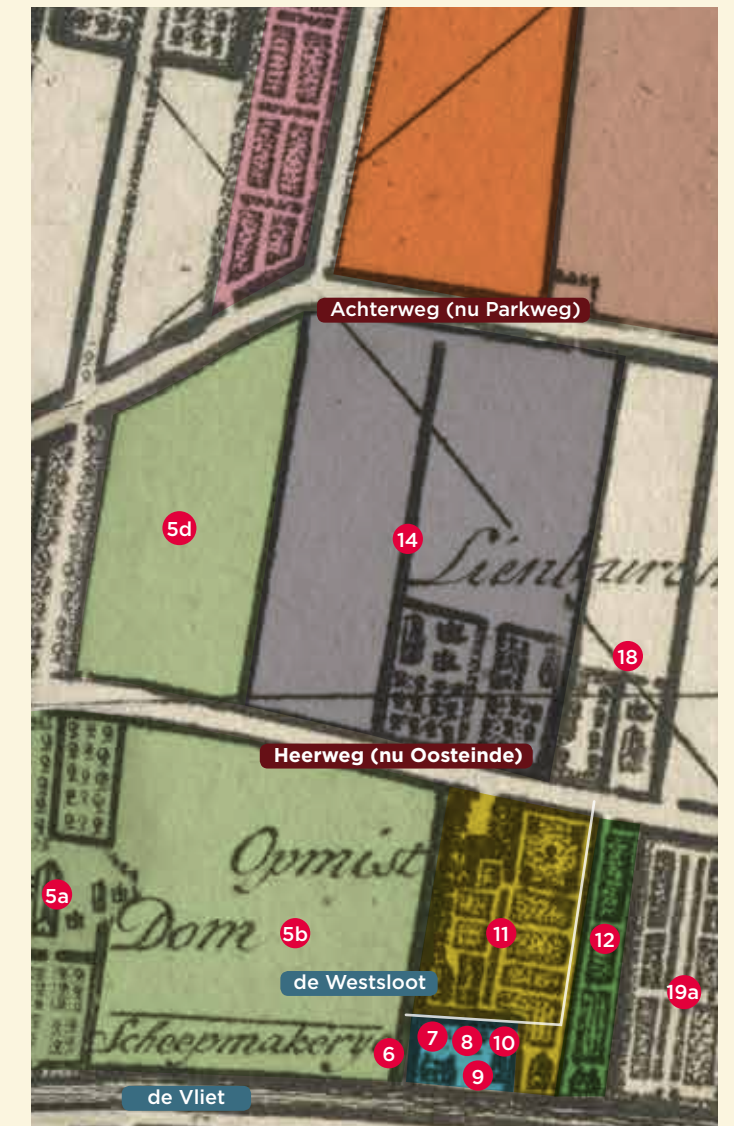 Achterweg (nu Parkweg)
5d
14
Lienburch
18
Heerweg (nu Oosteinde)
Opmist
5a
Dom
5b
11
12
de Westsloot
19a
Scheepmakery
7
8
10
6
9
de Vliet